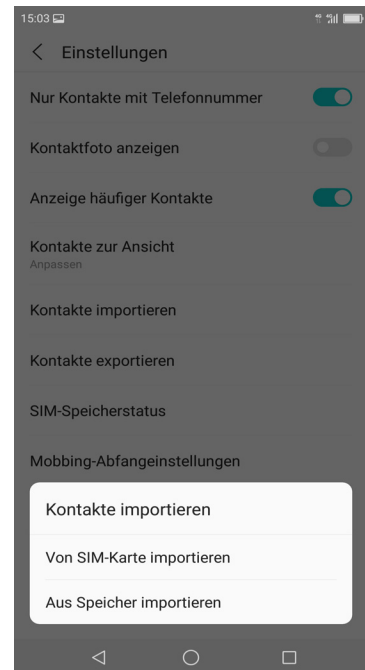 15:03
Einstellungen
Nur Kontakte mit Telefonnummer
Kontaktfoto anzeigen
Anzeige häufiger Kontakte
Kontakte zur Ansicht
Anpassen
Kontakte importieren
Kontakte exportieren
SIM-Speicherstatus
Mobbing-Abfangeinstellungen
Kontakte importieren
Von SIM-Karte importieren
Aus Speicher importieren